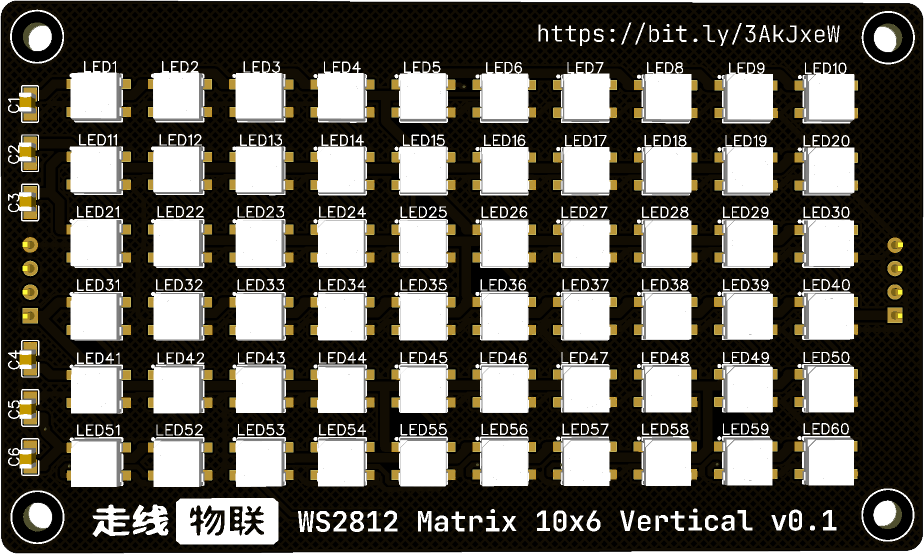 https://bit.ly/3AkJxeW
LED1 LED2 LED3 LED4 LED5 LED6 LED7 LED8 LED9 LED10
C1
LED11 LED12 LED13 LED14 LED15 LED16 LED17 LED18 LED19 LED20
C2
C3
LED21 LED22 LED23 LED24 LED25 LED26 LED27 LED28 LED29 LED30
LED31 LED32 LED33 LED34 LED35 LED36 LED37 LED38 LED39 LED40
C4
LED41 LED42 LED43 LED44 LED45 LED46 LED47 LED48 LED49 LED50
C5
LED51 LED52 LED53 LED54 LED55 LED56 LED57 LED58 LED59 LED60
C6
走线 物联 WS2812 Matrix 10x6 Vertical v0.1